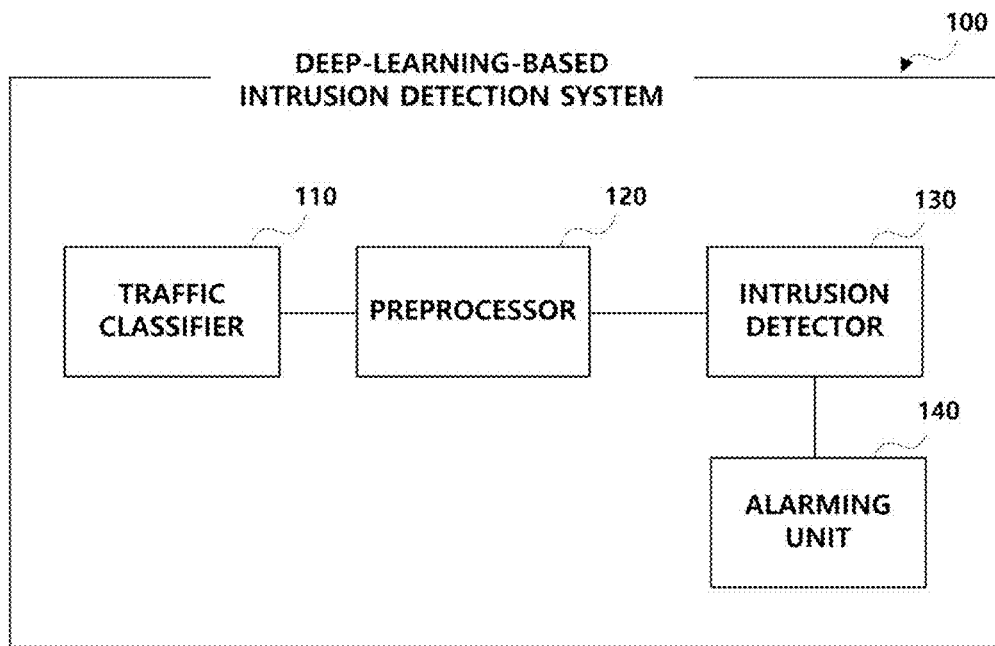 100
DEEP-LEARNING-BASED
INTRUSION DETECTION SYSTEM
110
120
130
TRAFFIC
CLASSIFIER
PREPROCESSOR
INTRUSION
DETECTOR
140
ALARMING
UNIT